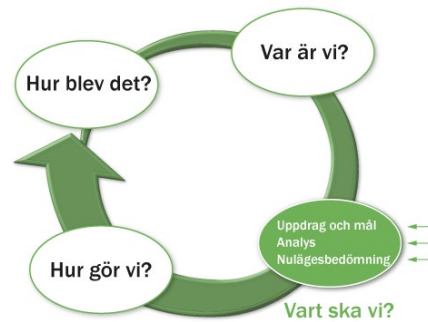 Var är vi?
Hur blev det?
Uppdrag och mål
Analys
Nulägesbedömning
Hur gör vi?
Vart ska vi?